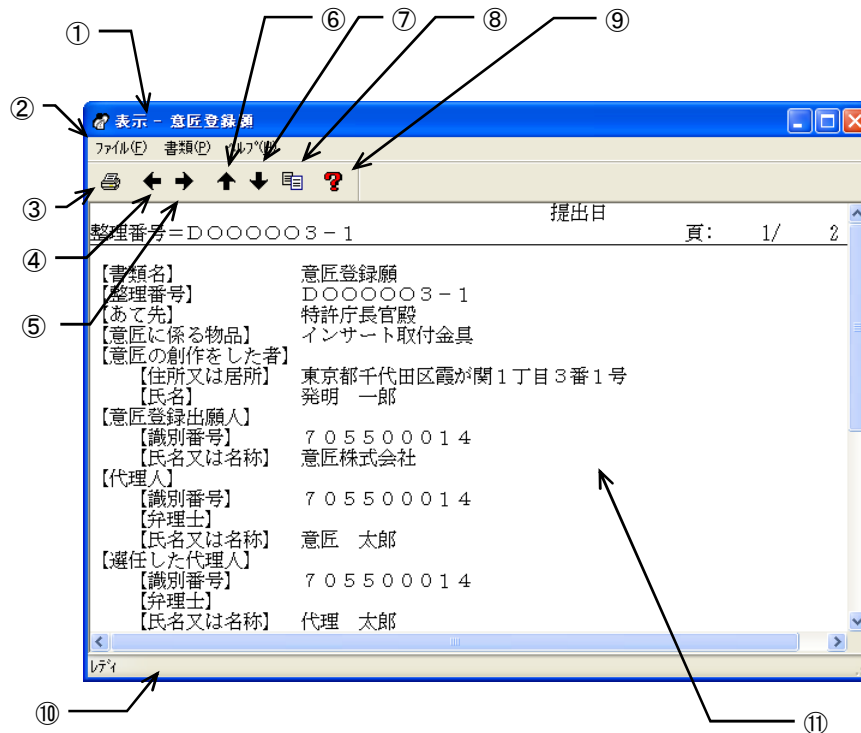 ⑥ ⑦ ⑧ ⑨
①
②
表示 - 意匠登録願
ﾌｧｲﾙ(F) 書類(P) ﾍﾙﾌﾟ(H)
③
④
⑤
提出日
整理番号＝Ｄ０００００３－１ 頁: 1/ 2
【書類名】 意匠登録願
【整理番号】 Ｄ０００００３－１
【あて先】 特許庁長官殿
【意匠に係る物品】 インサート取付金具
【意匠の創作をした者】
【住所又は居所】 東京都千代田区霞が関１丁目３番１号
【氏名】 発明　一郎
【意匠登録出願人】
【識別番号】 ７０５５０００１４
【氏名又は名称】 意匠株式会社
【代理人】
【識別番号】 ７０５５０００１４
【弁理士】
【氏名又は名称】 意匠　太郎
【選任した代理人】
【識別番号】 ７０５５０００１４
【弁理士】
【氏名又は名称】 代理　太郎
ﾚﾃﾞｨ
⑩ ⑪